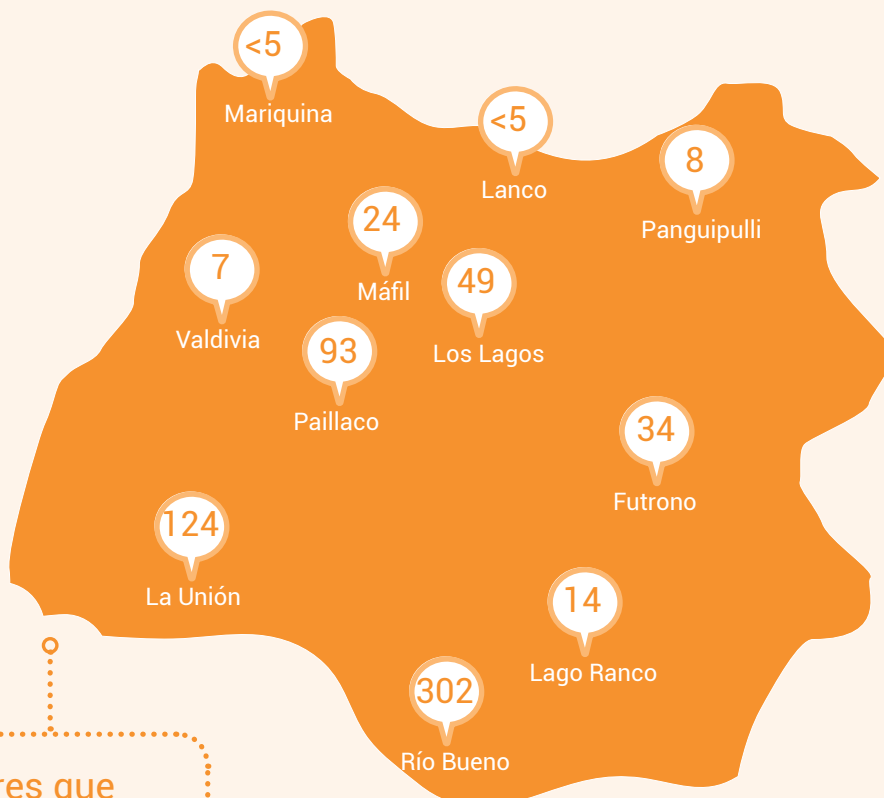 <5
Mariquina
<5
Lanco
8
Panguipulli
24
Máfil
7
Valdivia
49
Los Lagos
93
Paillaco
34
Futrono
124
La Unión
14
Lago Ranco
302
Río Bueno
que